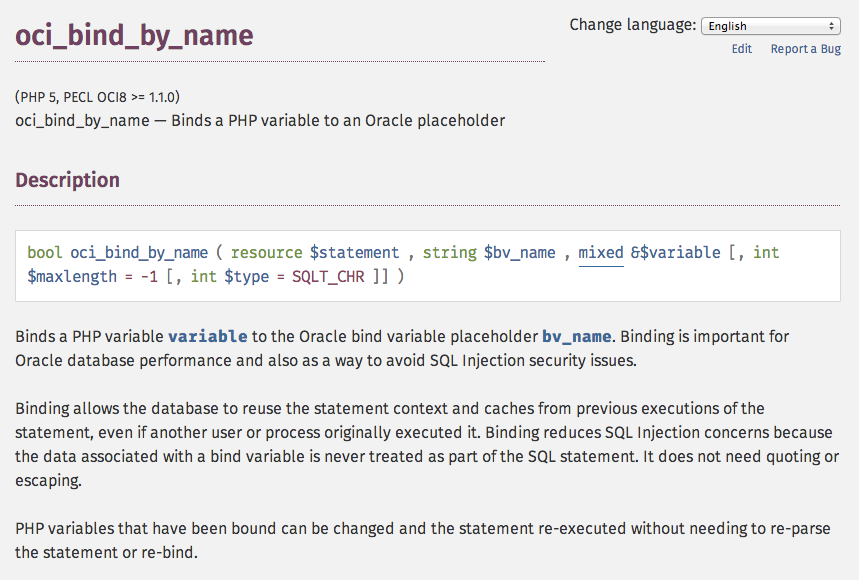 oci_bind_by_name
Change language: English
Edit Report a Bug
(PHP 5, PECL OCI8 >= 1.1.0)
oci_bind_by_name — Binds a PHP variable to an Oracle placeholder
Description
bool oci_bind_by_name ( resource $statement , string $bv_name , mixed &$variable [, int
$maxlength = -1 [, int $type = SQLT_CHR ]] )
Binds a PHP variable variable to the Oracle bind variable placeholder bv_name. Binding is important for
Oracle database performance and also as a way to avoid SQL Injection security issues.
Binding allows the database to reuse the statement context and caches from previous executions of the
statement, even if another user or process originally executed it. Binding reduces SQL Injection concerns because
the data associated with a bind variable is never treated as part of the SQL statement. It does not need quoting or
escaping.
PHP variables that have been bound can be changed and the statement re-executed without needing to re-parse
the statement or re-bind.